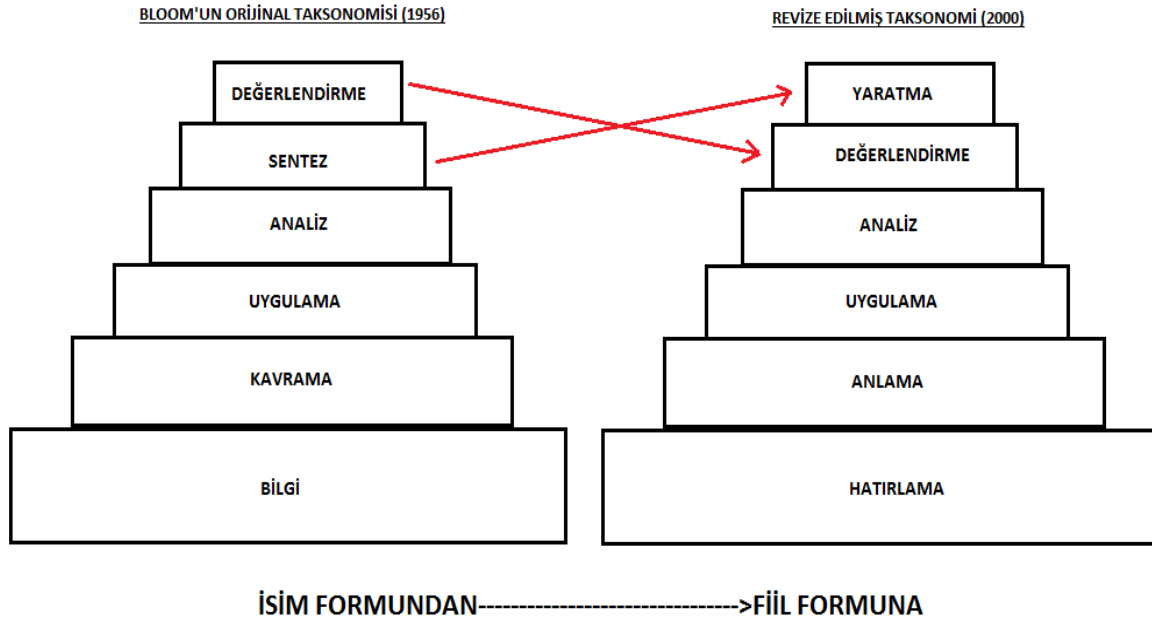 BLOOM'UN ORİJİNAL TAKSONOMİSİ (1956)
DEĞERLENDİRME
SENTEZ
ANALİZ
UYGULAMA
KAVRAMA
BİLGİ
REVİZE EDİLMİŞ TAKSONOMİ (2000)
YARATMA
DEĞERLENDİRME
ANALİZ
UYGULAMA
ANLAMA
HATIRLAMA
İSİM FORMUNDAN-------------------------------->FİİL FORMUNA